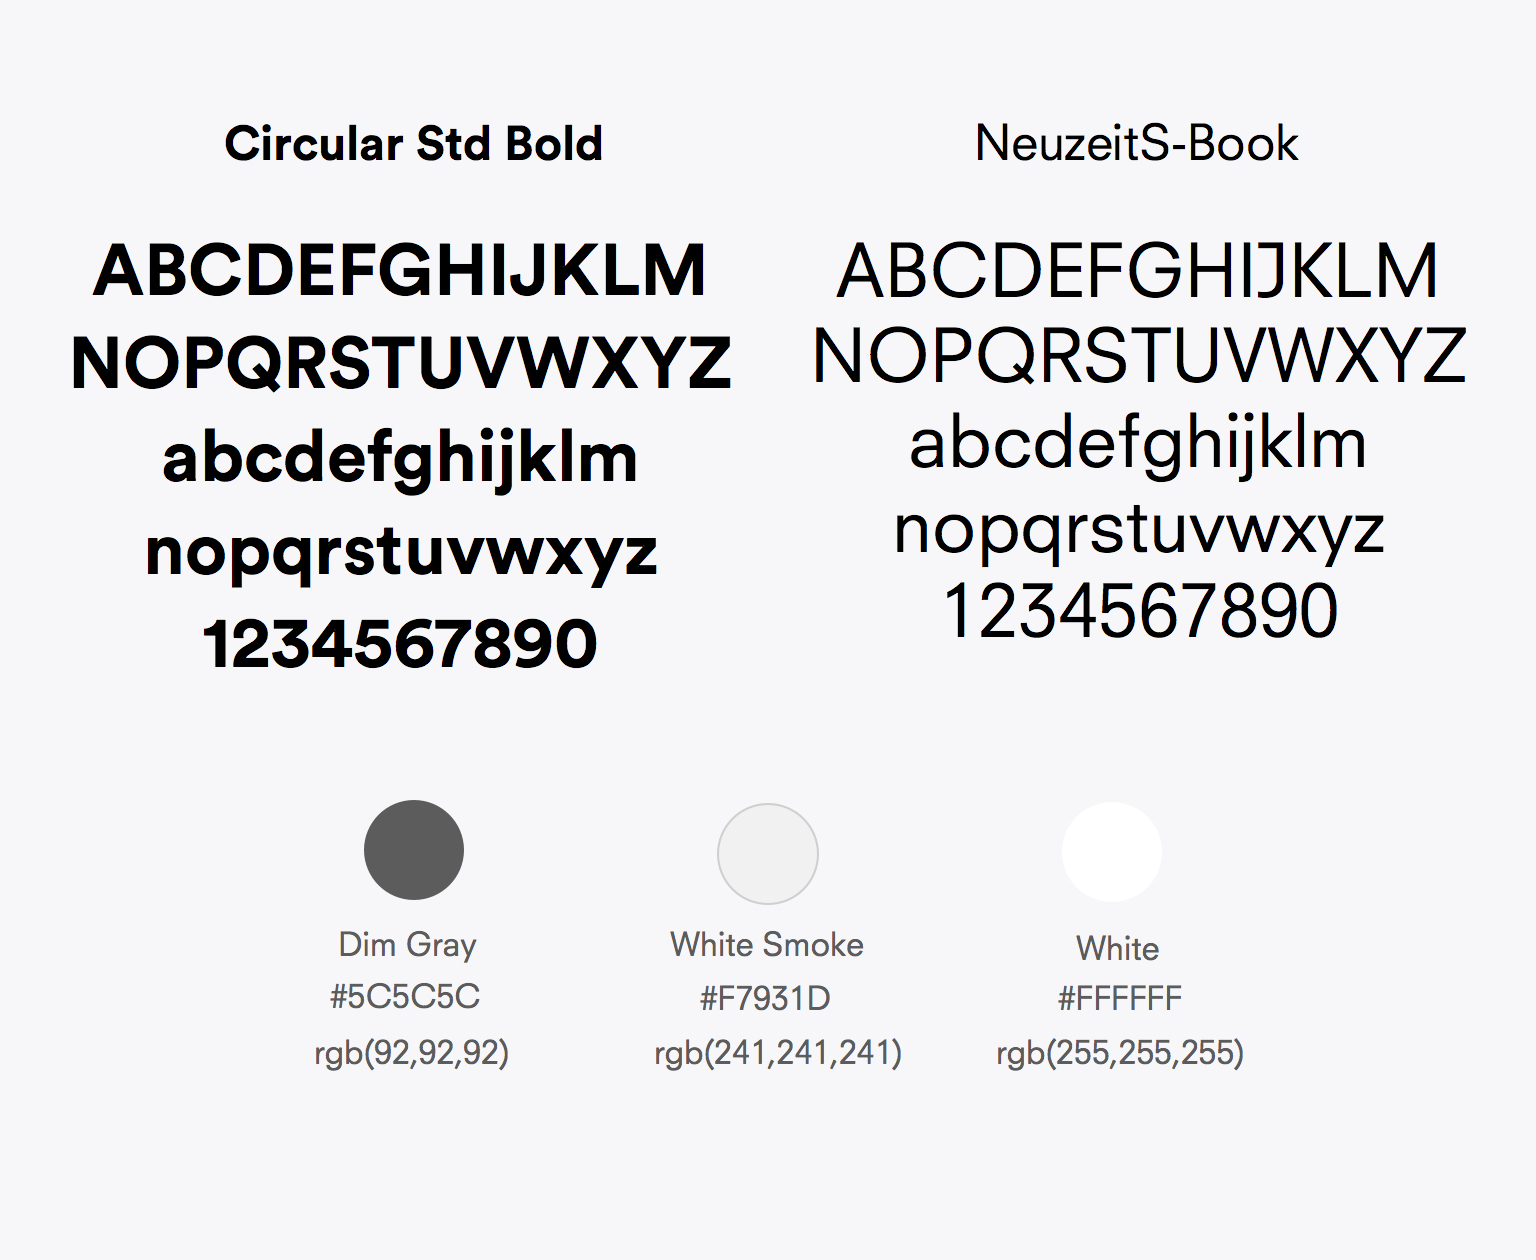 Circular Std Bold
ABCDEFGHIJKLM
NOPQRSTUVWXYZ
abcdefghijklm
nopqrstuvwxyz
1234567890
NeuzeitS-Book
ABCDEFGHIJKLM
NOPQRSTUVWXYZ
abcdefghijklm
nopqrstuvwxyz
1234567890
Dim Gray
#5C5C5C
rgb(92,92,92)
White Smoke
#F7931D
rgb(241,241,241)
White
#FFFFFF
rgb(255,255,255)